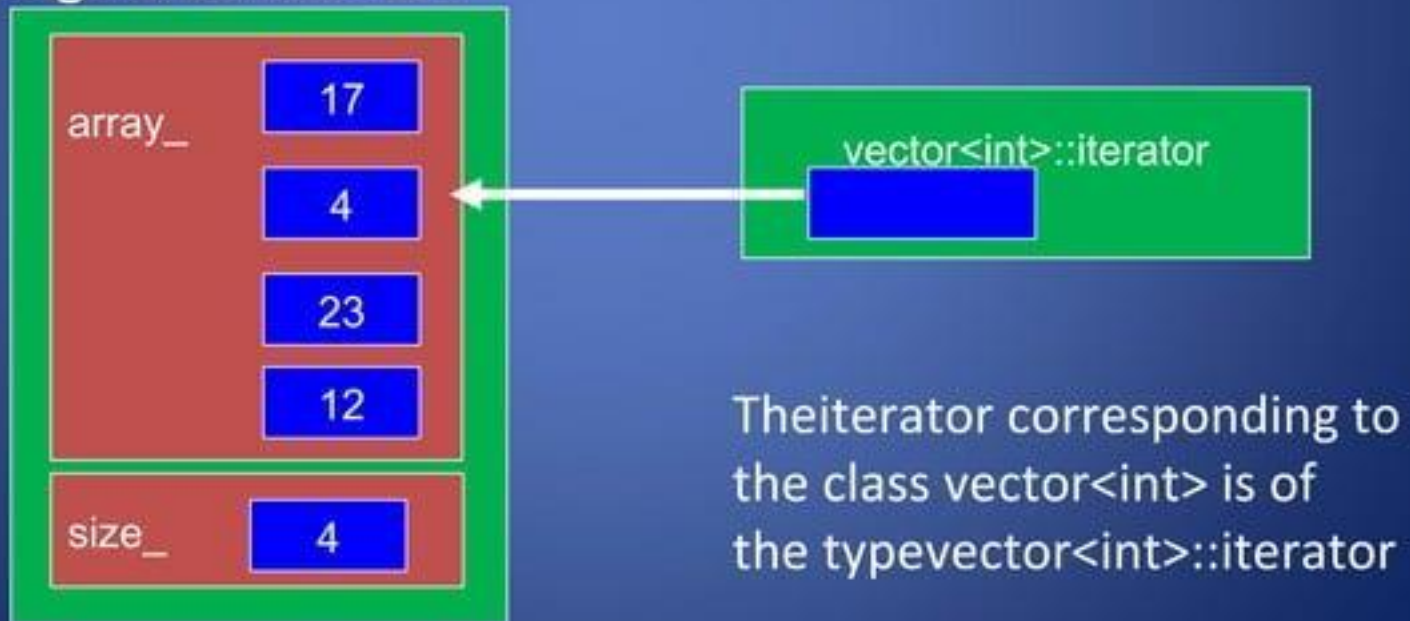 array_
17
4
23
12
size_
4
vector<int>::iterator
Theiterator corresponding to
the class vector<int> is of
the typevector<int>::iterator